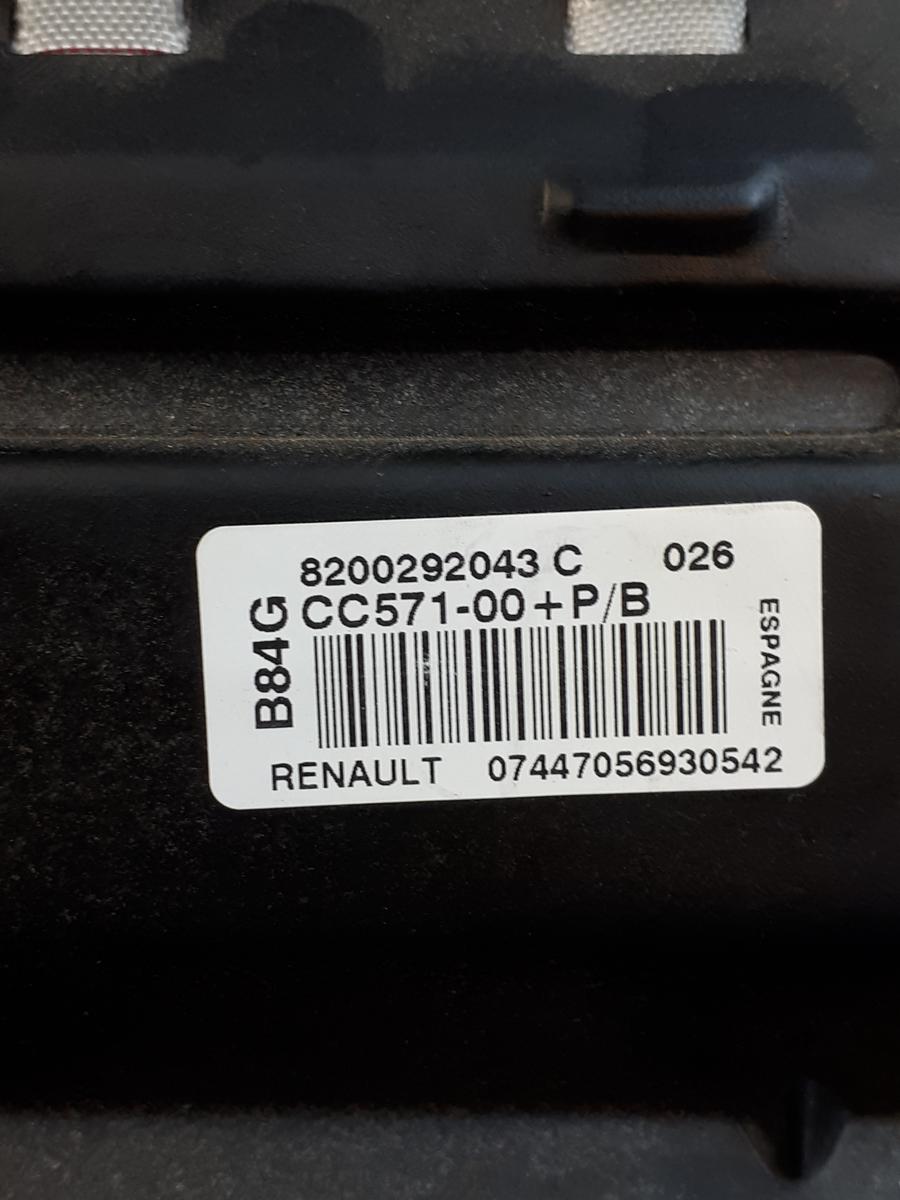 8200292043 C 026
CC571-00+P/B
B84G
ESPAGNE
RENAULT 07447056930542